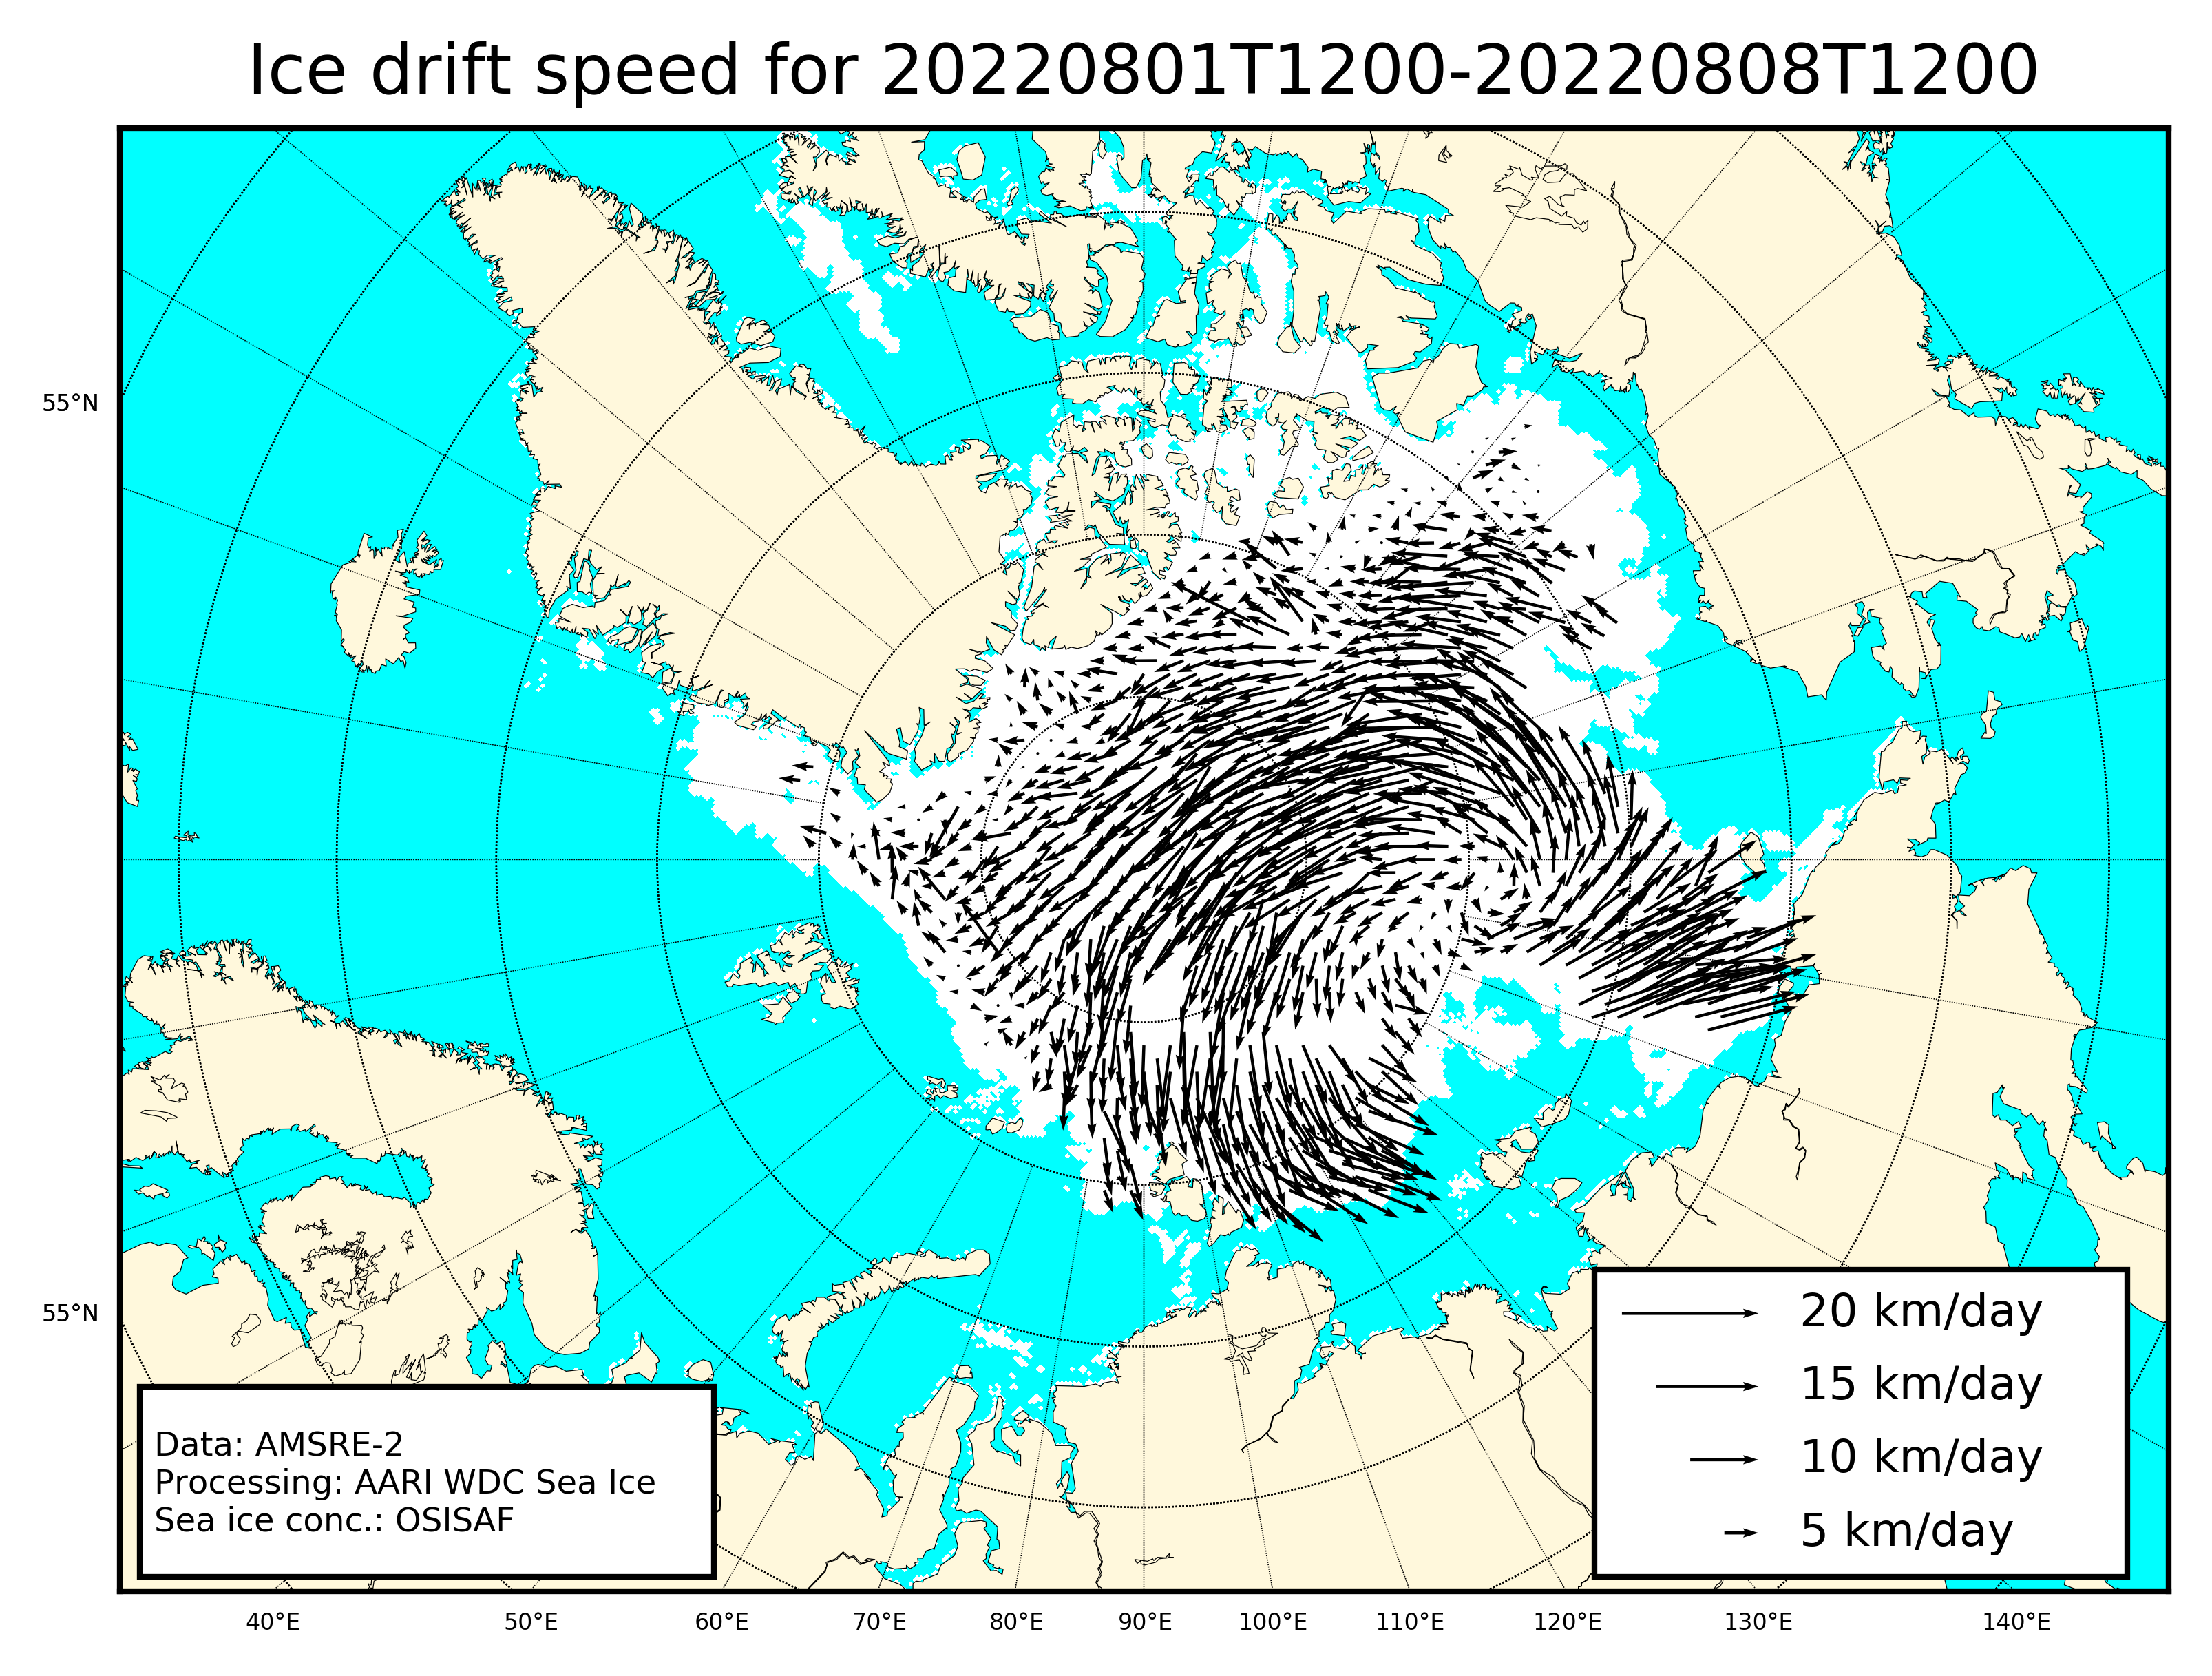 Ice drift speed for 20220801T1200-20220808T1200
55°N
55°N
20 km/day
15 km/day
10 km/day
5 km/day
Data: AMSRE-2
Processing: AARI WDC Sea Ice
Sea ice conc.: OSISAF
40°E 50°E 60°E 70°E 80°E 90°E 100°E 110°E 120°E 130°E 140°E